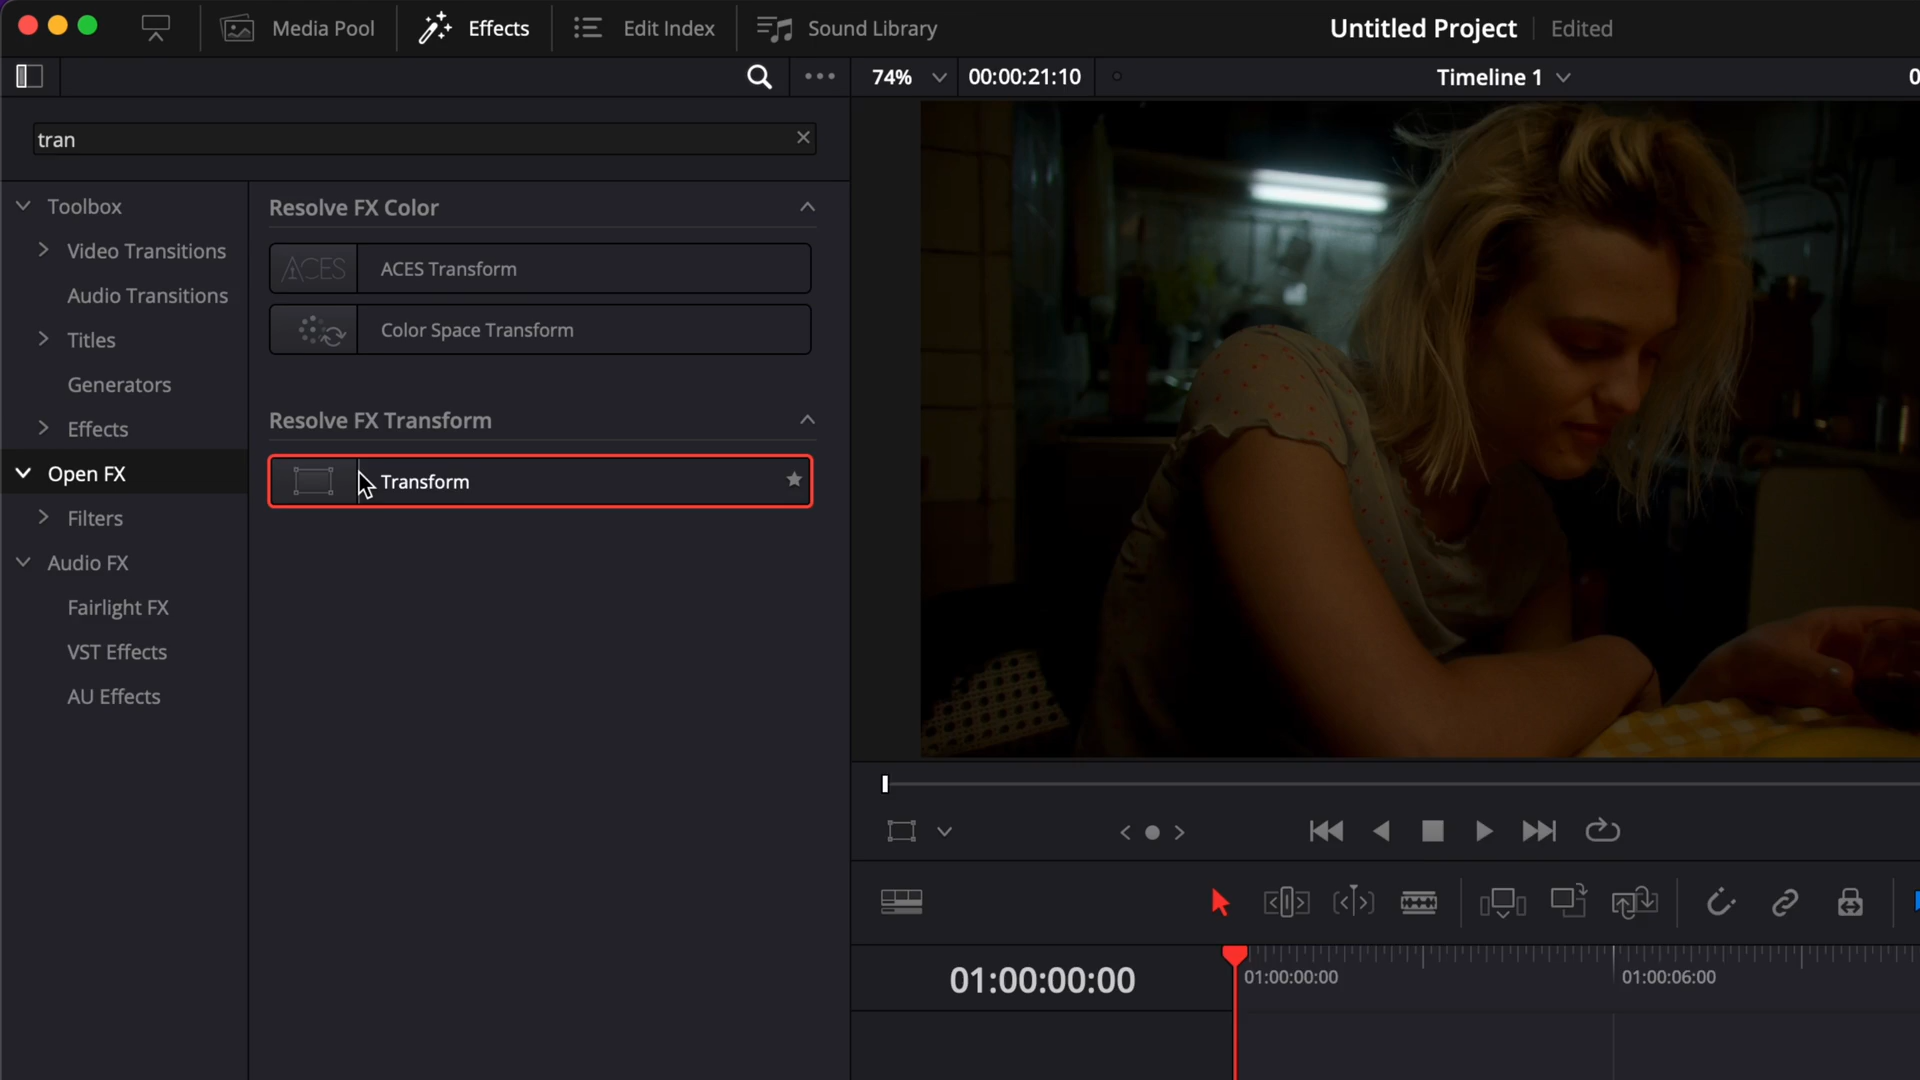 Media Pool Effects Edit Index Sound Library Untitled Project Edited
74% 00:00:21:10 Timeline 1 0
tran
Toolbox
Video Transitions
Audio Transitions
Titles
Generators
Effects
Open FX
Filters
Audio FX
Fairlight FX
VST Effects
AU Effects
Resolve FX Color
ACES ACES Transform
Color Space Transform
Resolve FX Transform
Transform
01:00:00:00 01:00:00:00 01:00:06:00